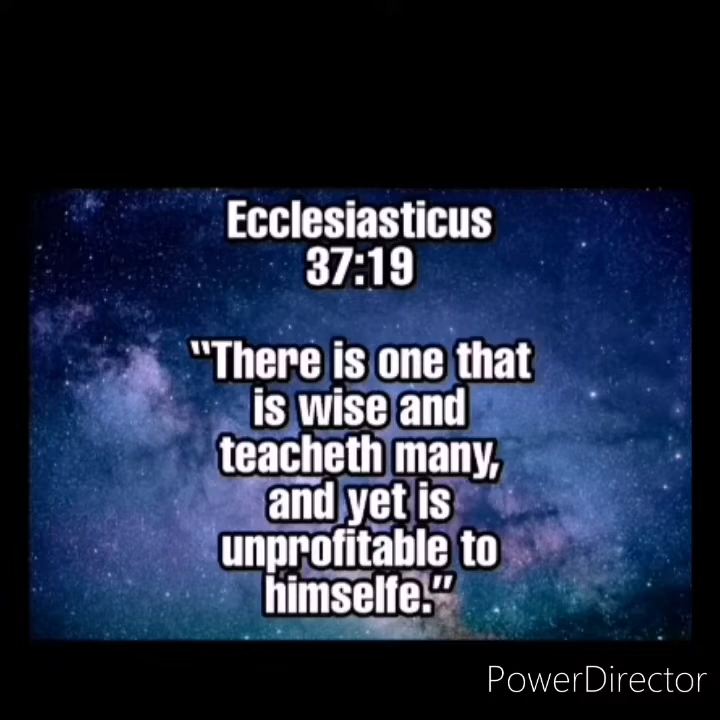 Ecclesiasticus
37:19
"There is one that
is wise and
teacheth many,
and yet is
unprofitable to
himselfe."
PowerDirector